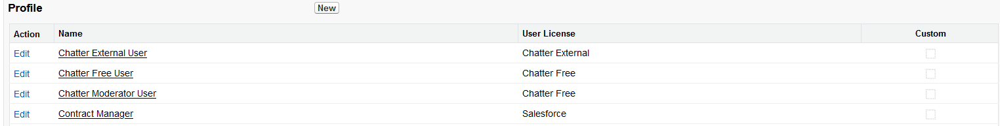 Profile New
Action Name User License Custom
Edit Chatter External User Chatter External
Edit Chatter Free User Chatter Free
Edit Chatter Moderator User Chatter Free
Edit Contract Manager Salesforce